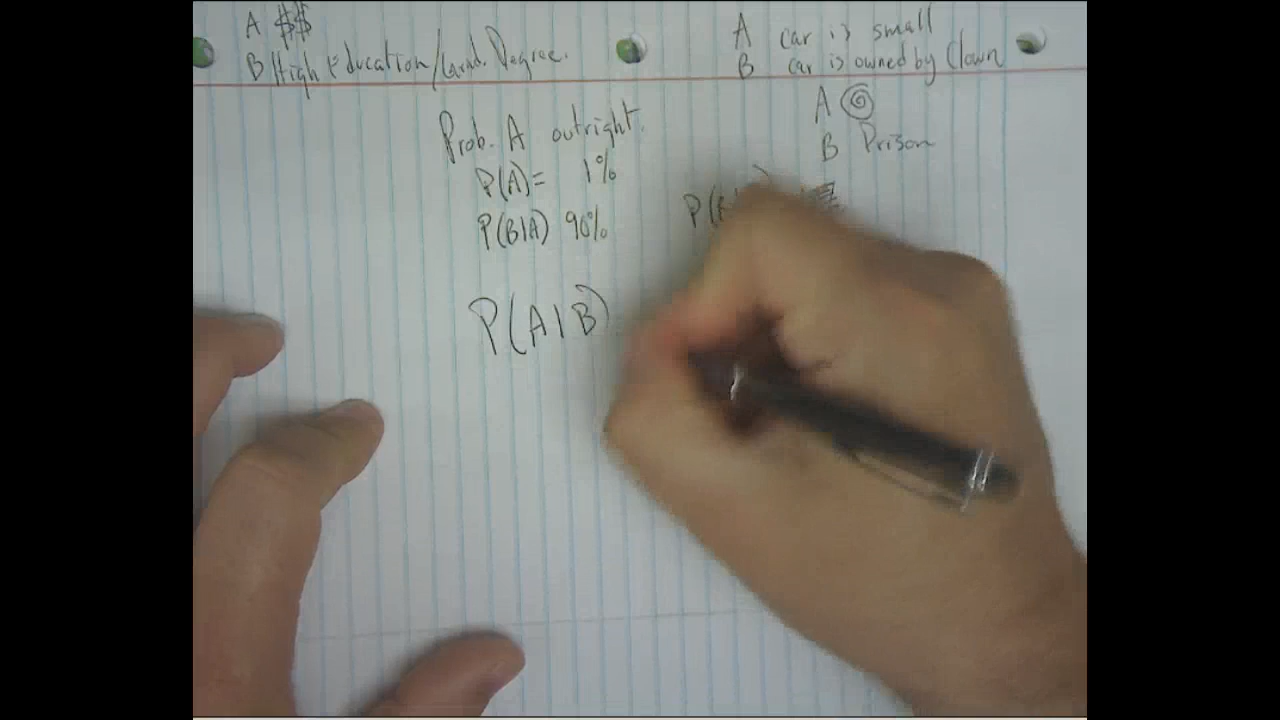 A $$
B High Education/Grad. Degree.
A car is small
B car is owned by Clown
A
B Prison
Prob. A outright.
P(A)= 1%
P(B|A) 90%
P(
P(A|B)